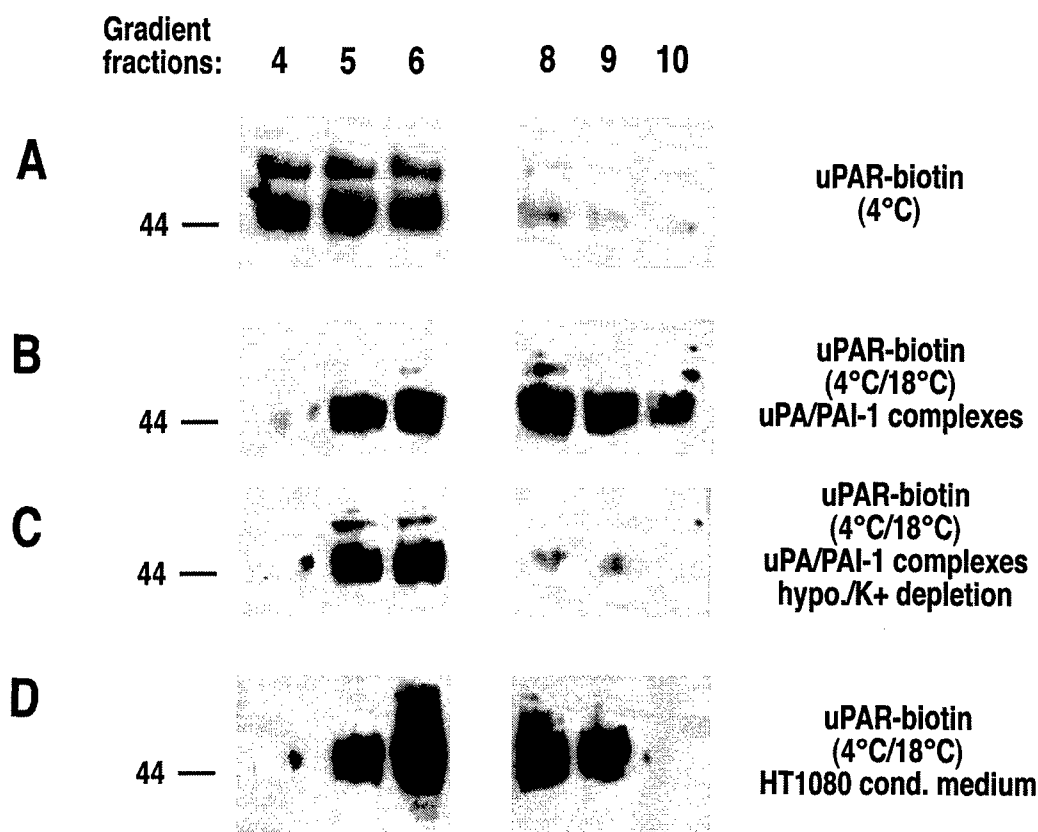 Gradient
fractions: 4 5 6 8 9 10
A
44
uPAR-biotin
(4°C)
B
44
uPAR-biotin
(4°C/18°C)
uPA/PAI-1 complexes
C
44
uPAR-biotin
(4°C/18°C)
uPA/PAI-1 complexes
hypo./K+ depletion
D
44
uPAR-biotin
(4°C/18°C)
HT1080 cond. medium